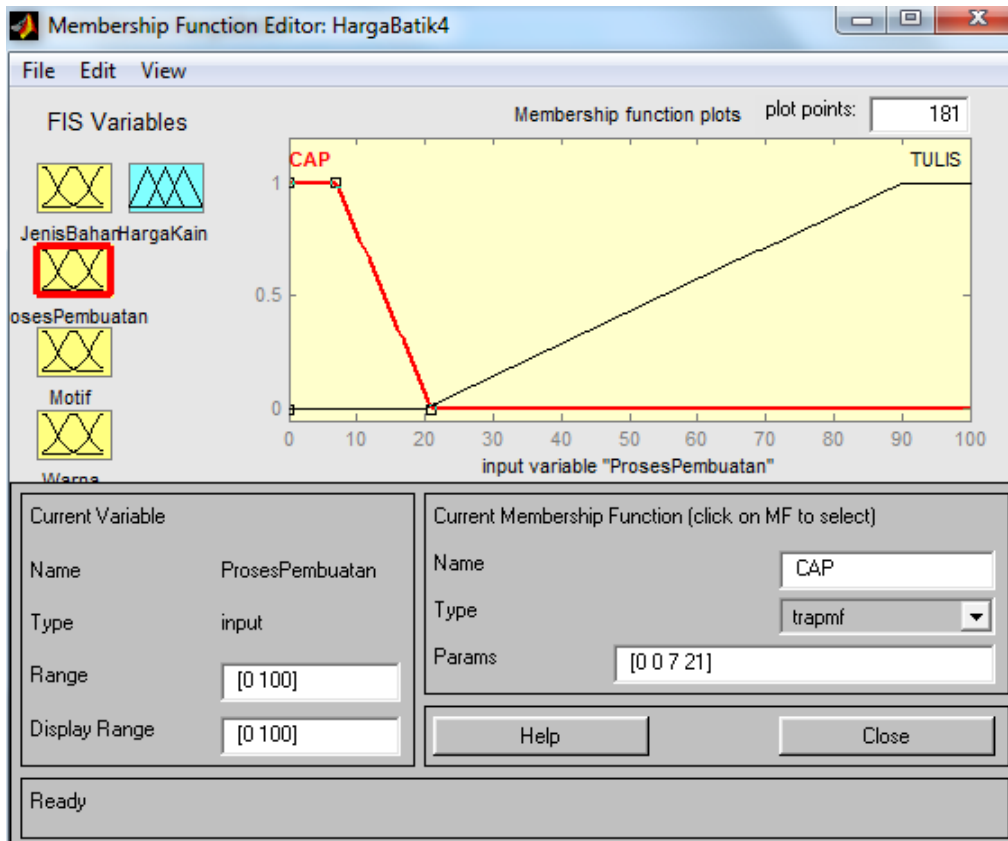 Membership Function Editor: HargaBatik4
File Edit View
FIS Variables
Membership function plots plot points: 181
JenisBahan HargaKain
osesPembuatan
Motif
Warna
CAP
TULIS
1
0.5
0
0 10 20 30 40 50 60 70 80 90 100
input variable "ProsesPembuatan"
Current Variable
Name ProsesPembuatan
Type input
Range [0 100]
Display Range [0 100]
Current Membership Function (click on MF to select)
Name CAP
Type trapmf
Params [0 0 7 21]
Help Close
Ready